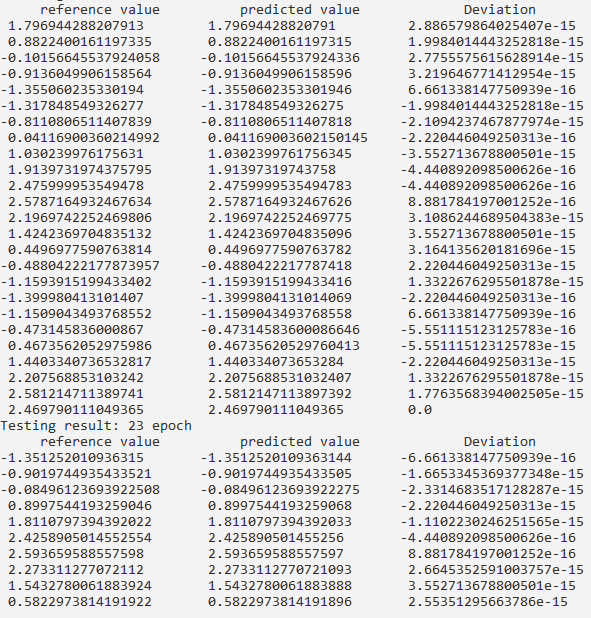 reference value predicted value Deviation
1.796944288207913 1.79694428820791 2.886579864025407e-15
0.8822400161197335 0.8822400161197315 1.9984014443252818e-15
-0.10156645537924058 -0.10156645537924336 2.7755575615628914e-15
-0.9136049906158564 -0.9136049906158596 3.219646771412954e-15
-1.355060235330194 -1.3550602353301946 6.661338147750939e-16
-1.317848549326277 -1.317848549326275 -1.9984014443252818e-15
-0.8110806511407839 -0.8110806511407818 -2.1094237467877974e-15
0.04116900360214992 0.041169003602150145 -2.220446049250313e-16
1.030239976175631 1.0302399761756345 -3.552713678800501e-15
1.9139731974375795 1.91397319743758 -4.440892098500626e-16
2.475999953549478 2.4759999535494783 -4.440892098500626e-16
2.5787164932467634 2.5787164932467626 8.881784197001252e-16
2.1969742252469806 2.1969742252469775 3.1086244689504383e-15
1.4242369704835132 1.4242369704835096 3.552713678800501e-15
0.4496977590763814 0.4496977590763782 3.164135620181696e-15
-0.48804222177873957 -0.4880422217787418 2.220446049250313e-15
-1.1593915199433402 -1.1593915199433416 1.3322676295501878e-15
-1.399980413101407 -1.3999804131014069 -2.220446049250313e-16
-1.1509043493768552 -1.1509043493768558 6.661338147750939e-16
-0.473145836000867 -0.47314583600086646 -5.551115123125783e-16
0.4673562052975986 0.46735620529760413 -5.551115123125783e-15
1.4403340736532817 1.440334073653284 -2.220446049250313e-15
2.207568853103242 2.2075688531032407 1.3322676295501878e-15
2.581214711389741 2.5812147113897392 1.7763568394002505e-15
2.469790111049365 2.469790111049365 0.0
Testing result: 23 epoch
reference value predicted value Deviation
-1.351252010936315 -1.3512520109363144 -6.661338147750939e-16
-0.9019744935433521 -0.9019744935433505 -1.6653345369377348e-15
-0.08496123693922508 -0.08496123693922275 -2.3314683517128287e-15
0.8997544193259046 0.8997544193259068 -2.220446049250313e-15
1.8110797394392022 1.8110797394392033 -1.1102230246251565e-15
2.4258905014552554 2.425890501455256 -4.440892098500626e-16
2.593659588557598 2.593659588557597 8.881784197001252e-16
2.273311277072112 2.2733112770721093 2.6645352591003757e-15
1.5432780061883924 1.5432780061883888 3.552713678800501e-15
0.5822973814191922 0.5822973814191896 2.55351295663786e-15